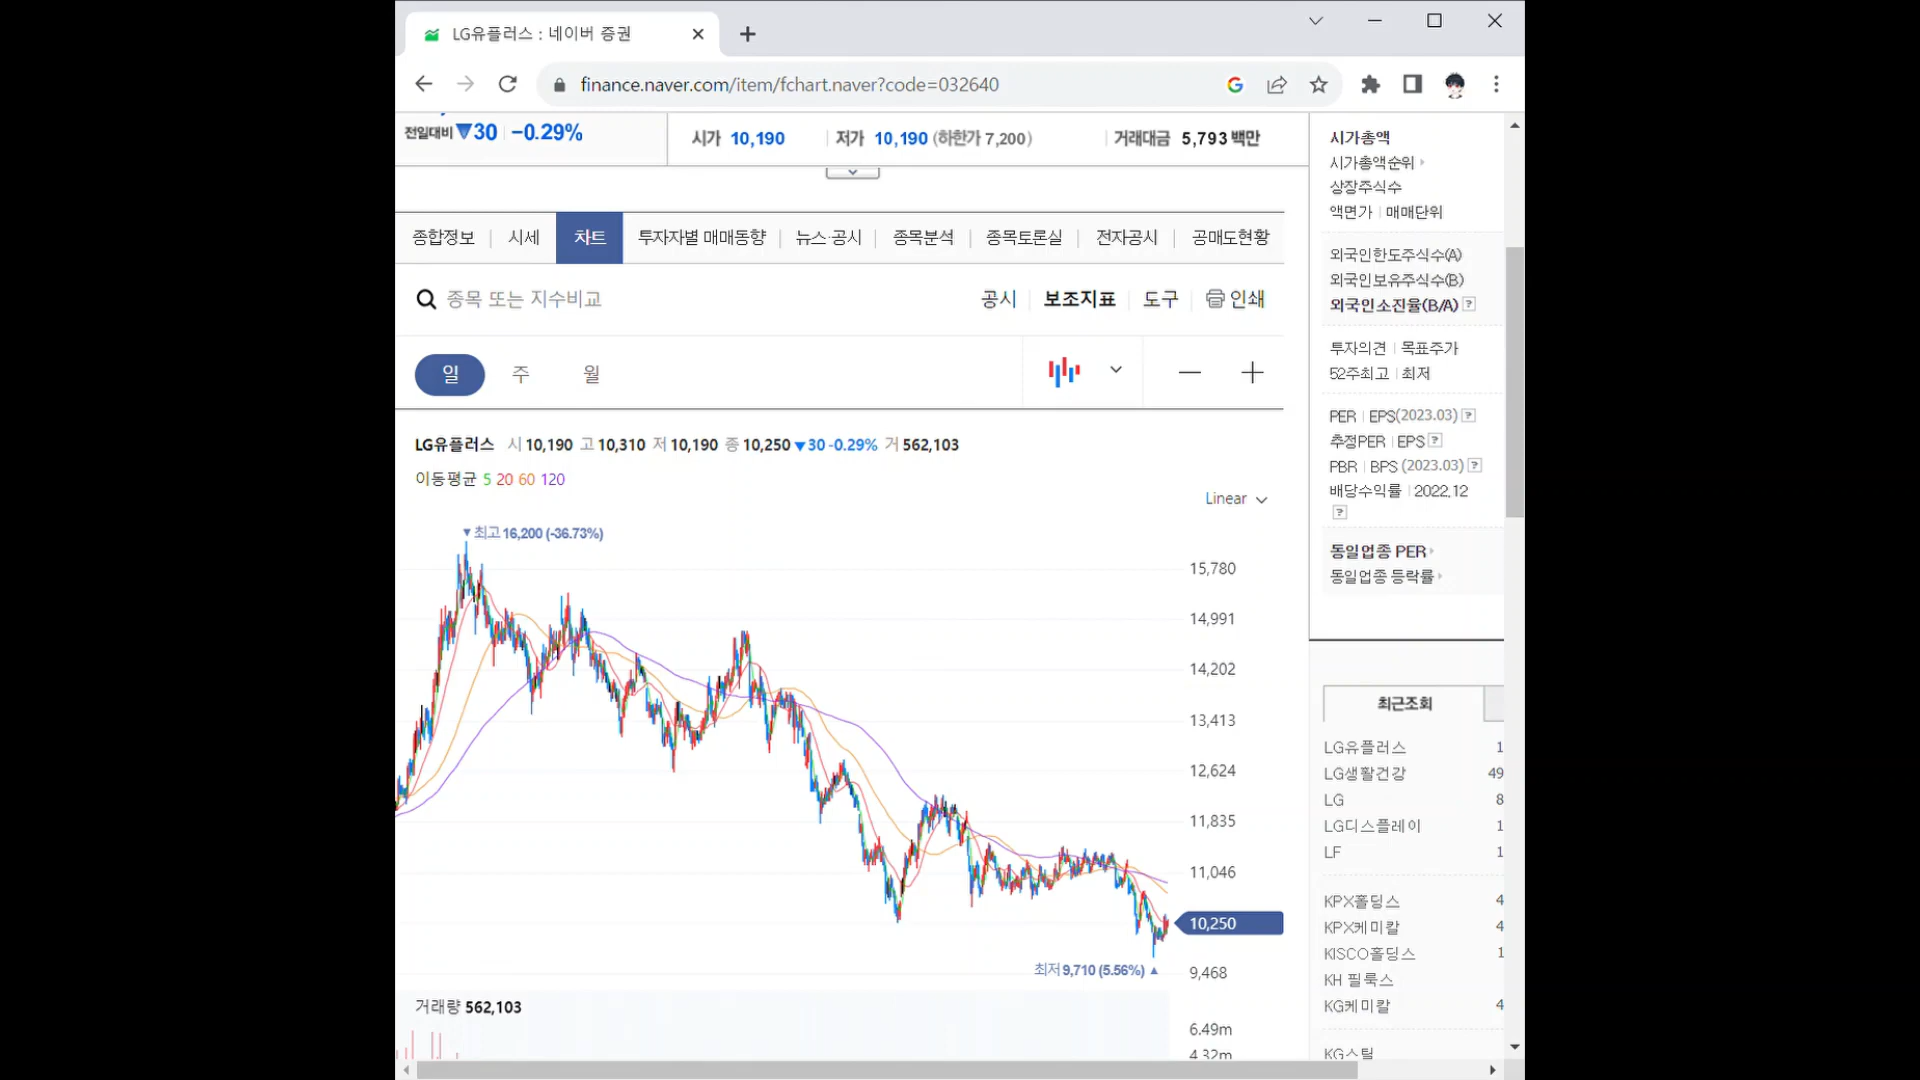 LG유플러스 : 네이버 증권
finance.naver.com/item/fchart.naver?code=032640
전일대비 ▼30 -0.29%
시가 10,190 저가 10,190 (하한가 7,200) 거래대금 5,793 백만
종합정보 시세 차트 투자자별 매매동향 뉴스·공시 종목분석 종목토론실 전자공시 공매도현황
종목 또는 지수비교 공시 보조지표 도구 인쇄
일 주 월
LG유플러스 시 10,190 고 10,310 저 10,190 종 10,250 ▼30 -0.29% 거 562,103
이동평균 5 20 60 120
Linear
▼최고 16,200 (-36.73%)
15,780
14,991
14,202
13,413
12,624
11,835
11,046
10,250
최저 9,710 (5.56%) ▲
9,468
거래량 562,103
6.49m
4.32m
시가총액
시가총액순위
상장주식수
액면가 매매단위
외국인한도주식수(A)
외국인보유주식수(B)
외국인소진율(B/A) ?
투자의견 목표주가
52주최고 최저
PER EPS(2023.03) ?
추정PER EPS ?
PBR BPS (2023.03) ?
배당수익률 2022.12
?
동일업종 PER
동일업종 등락률
최근조회
LG유플러스 1
LG생활건강 49
LG 8
LG디스플레이 1
LF 1
KPX홀딩스 4
KPX케미칼 4
KISCO홀딩스 1
KH 필룩스
KG케미칼 4
KG스틸